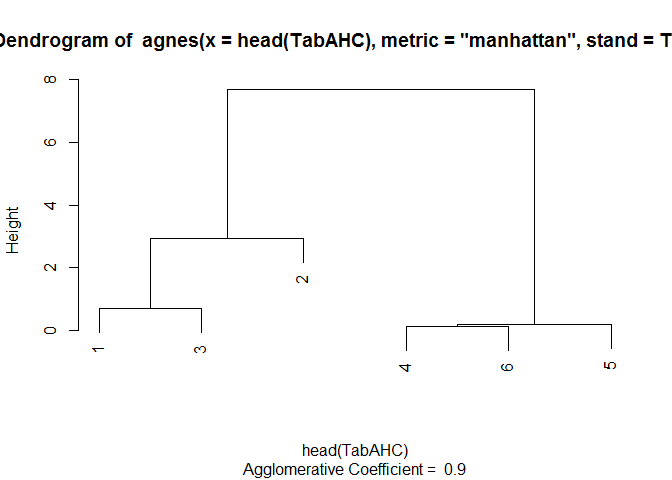 Dendrogram of agnes(x = head(TabAHC), metric = "manhattan", stand = T
8
6
4
2
0
Height
2
1
3
4
6
5
head(TabAHC)
Agglomerative Coefficient = 0.9